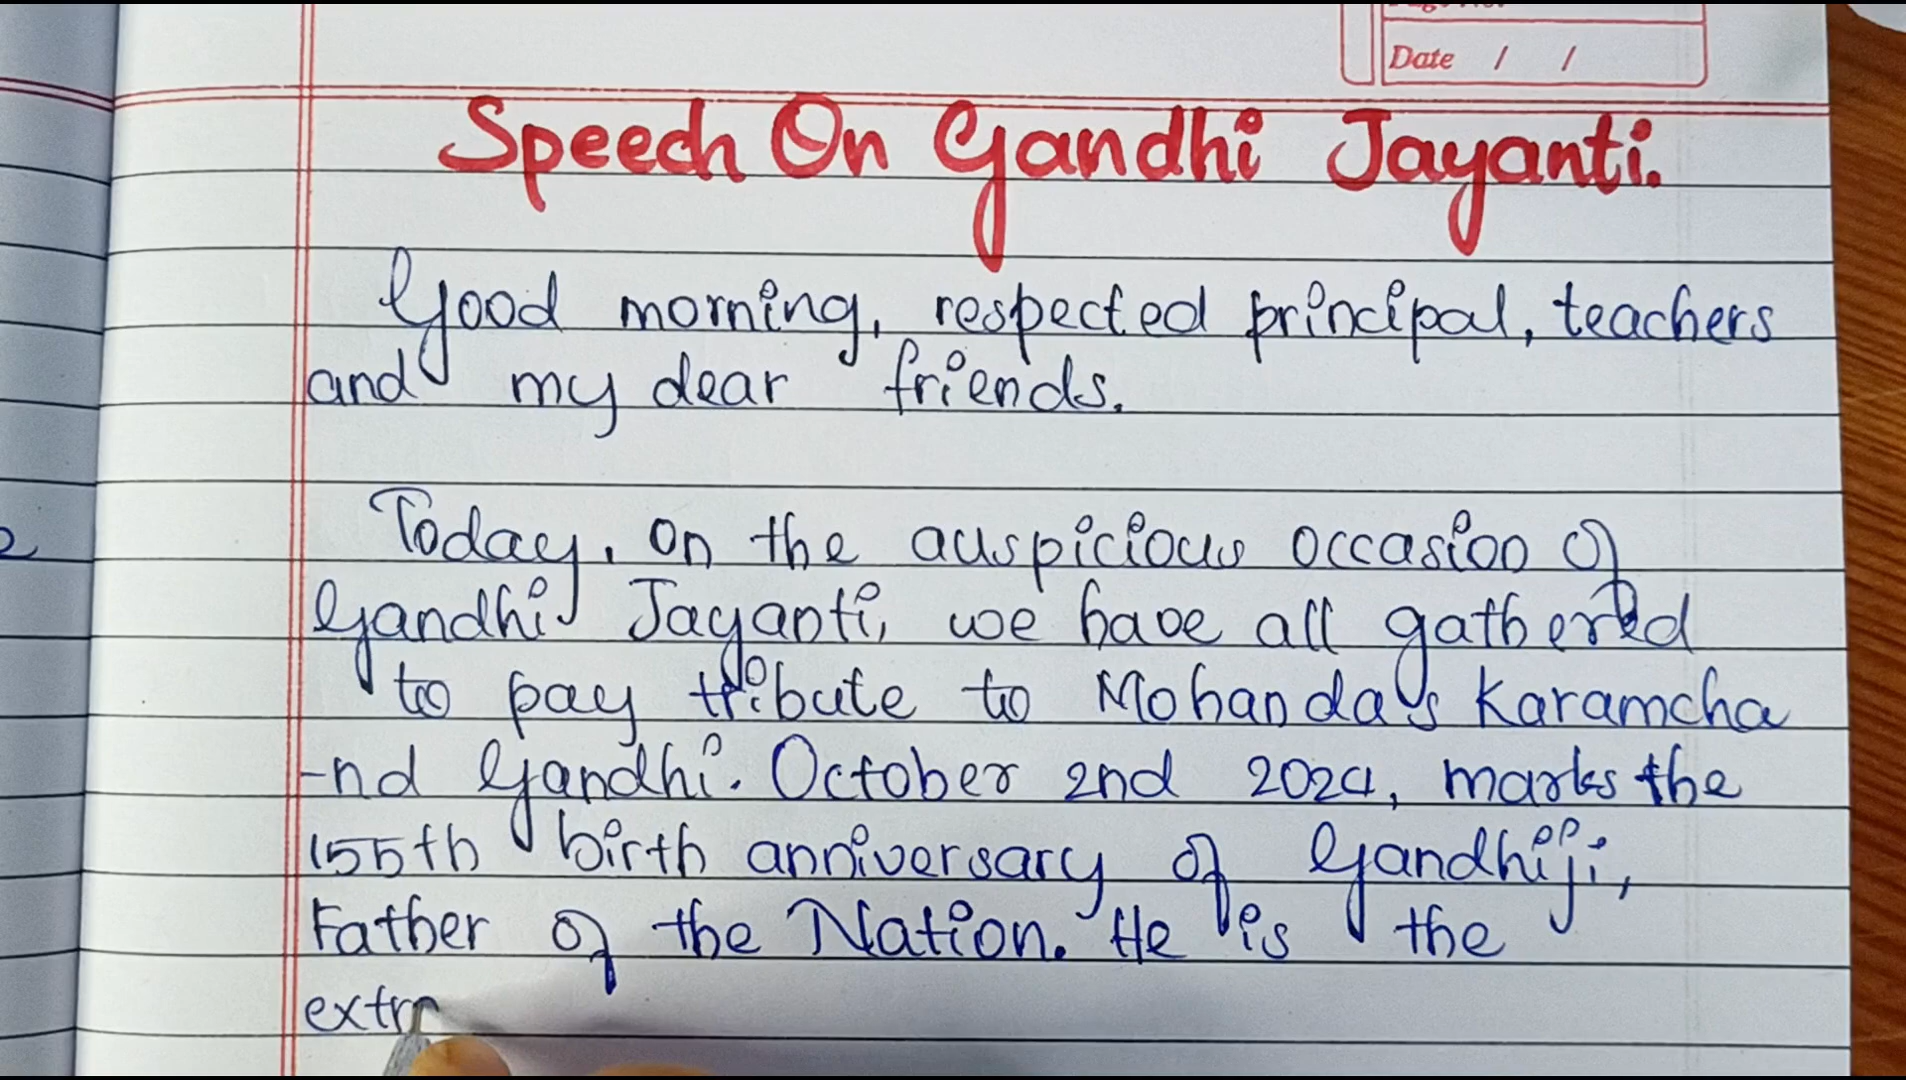 Date / /
Speech On Gandhi Jayanti.
Good morning, respected principal, teachers
and my dear friends.
Today, on the auspicious occasion of
Gandhi Jayanti, we have all gathered
to pay tribute to Mohandas Karamcha
-nd Gandhi. October 2nd 2024, marks the
155th birth anniversary of Gandhiji,
Father of the Nation. He is the
extr